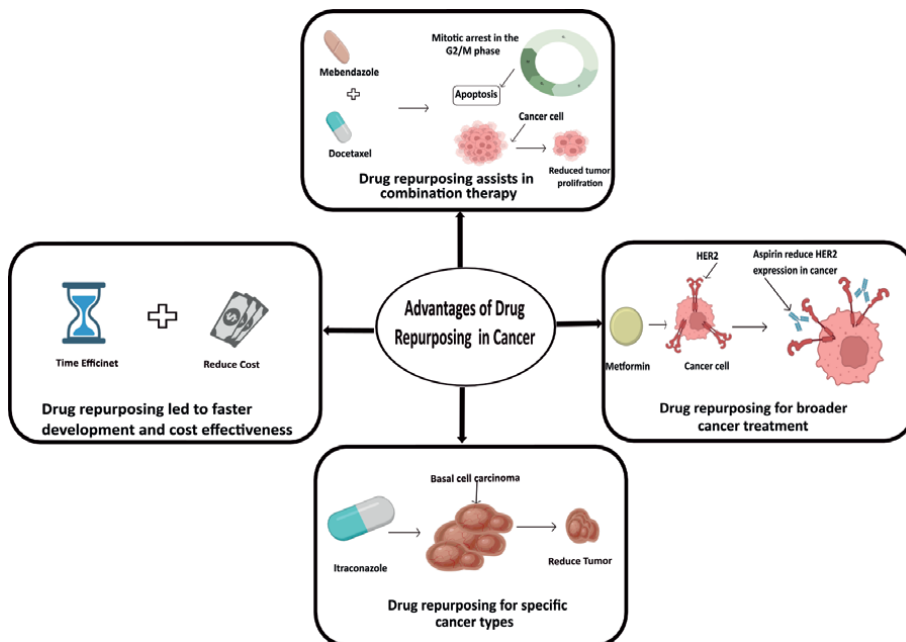 Mebendazole
Docetaxel
Mitotic arrest in the
G2/M phase
Apoptosis
Cancer cell
Reduced tumor
prolifration
Drug repurposing assists in
combination therapy
Time Efficinet
Reduce Cost
Drug repurposing led to faster
development and cost effectiveness
Advantages of Drug
Repurposing in Cancer
HER2
Aspirin reduce HER2
expression in cancer
Metformin
Cancer cell
Drug repurposing for broader
cancer treatment
Basal cell carcinoma
Itraconazole
Reduce Tumor
Drug repurposing for specific
cancer types